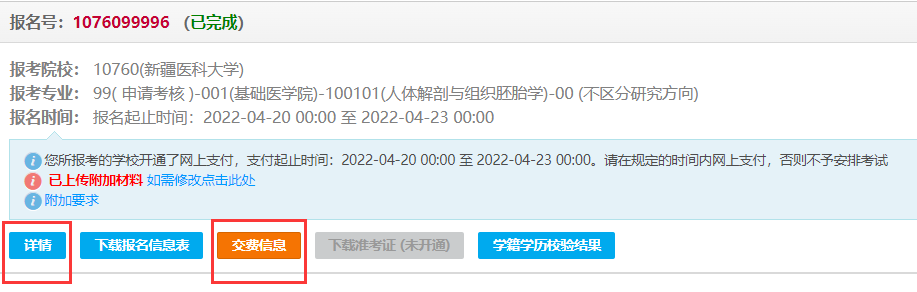 报名号：1076099996 (已完成)
报考院校： 10760(新疆医科大学)
报考专业： 99( 申请考核 )-001(基础医学院)-100101(人体解剖与组织胚胎学)-00 (不区分研究方向)
报名时间： 报名起止时间：2022-04-20 00:00 至 2022-04-23 00:00
您所报考的学校开通了网上支付，支付起止时间：2022-04-20 00:00 至 2022-04-23 00:00。请在规定的时间内网上支付，否则不予安排考试
已上传附加材料 如需修改点击此处
附加要求
详情 下载报名信息表 交费信息 下载准考证 (未开通) 学籍学历校验结果